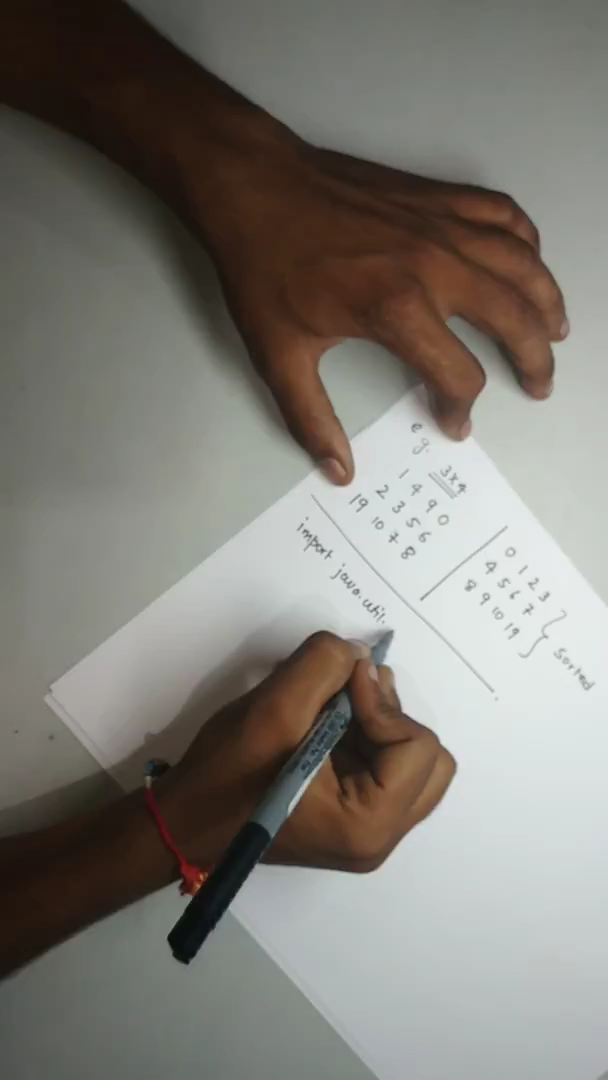 e.g. 3x4
1 4 9 0
2 3 5 6
19 10 7 8
0 1 2 3
4 5 6 7
8 9 10 19
} Sorted
import java.util.